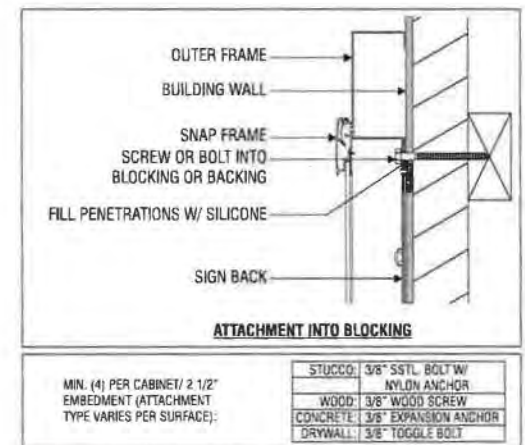 OUTER FRAME
BUILDING WALL
SNAP FRAME
SCREW OR BOLT INTO
BLOCKING OR BACKING
FILL PENETRATIONS W/ SILICONE
SIGN BACK
ATTACHMENT INTO BLOCKING
MIN. (4) PER CABINET/ 2 1/2"
EMBEDMENT (ATTACHMENT
TYPE VARIES PER SURFACE):
STUCCO: 3/8" SSTL. BOLT W/
NYLON ANCHOR
WOOD: 3/8" WOOD SCREW
CONCRETE: 3/8" EXPANSION ANCHOR
DRYWALL: 3/8" TOGGLE BOLT